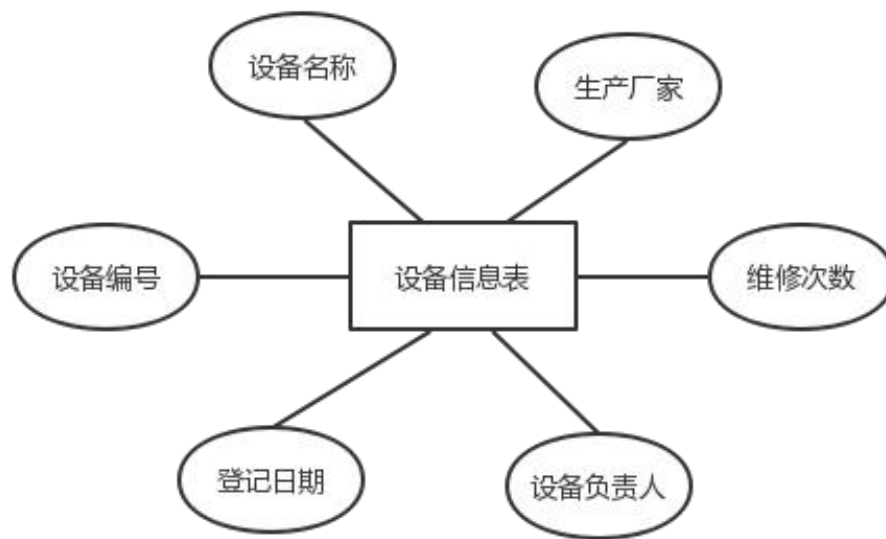 设备名称
生产厂家
设备编号
设备信息表
维修次数
登记日期
设备负责人